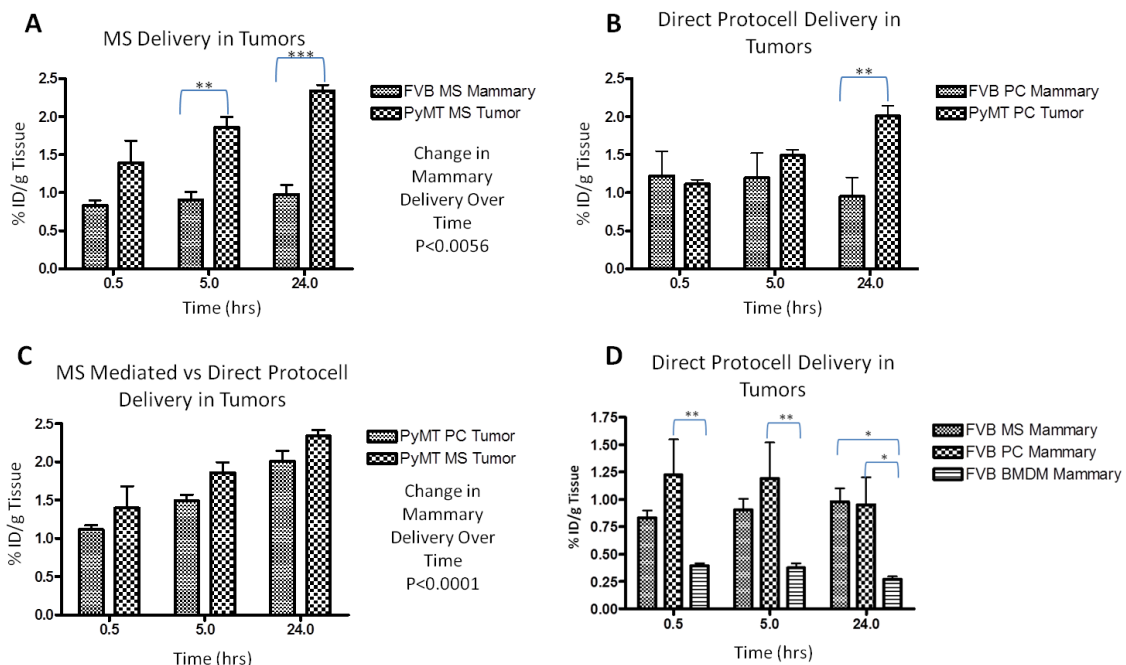 A
MS Delivery in Tumors
***
**
2.5
2.0
1.5
1.0
0.5
0.0
% ID/g Tissue
0.5
5.0
24.0
Time (hrs)
FVB MS Mammary
PyMT MS Tumor
Change in
Mammary
Delivery Over
Time
P<0.0056
B
Direct Protocell Delivery in
Tumors
**
2.5
2.0
1.5
1.0
0.5
0.0
% ID/g Tissue
0.5
5.0
24.0
Time (hrs)
FVB PC Mammary
PyMT PC Tumor
C
MS Mediated vs Direct Protocell
Delivery in Tumors
2.5
2.0
1.5
1.0
0.5
0.0
% ID/g Tissue
0.5
5.0
24.0
Time (hrs)
PyMT PC Tumor
PyMT MS Tumor
Change in
Mammary
Delivery Over
Time
P<0.0001
D
Direct Protocell Delivery in
Tumors
**
**
*
*
1.75
1.50
1.25
1.00
0.75
0.50
0.25
0.00
% ID/g Tissue
0.5
5.0
24.0
Time (hrs)
FVB MS Mammary
FVB PC Mammary
FVB BMDM Mammary